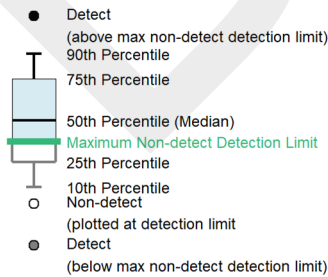 Detect
(above max non-detect detection limit)
90th Percentile
75th Percentile
50th Percentile (Median)
Maximum Non-detect Detection Limit
25th Percentile
10th Percentile
Non-detect
(plotted at detection limit
Detect
(below max non-detect detection limit)